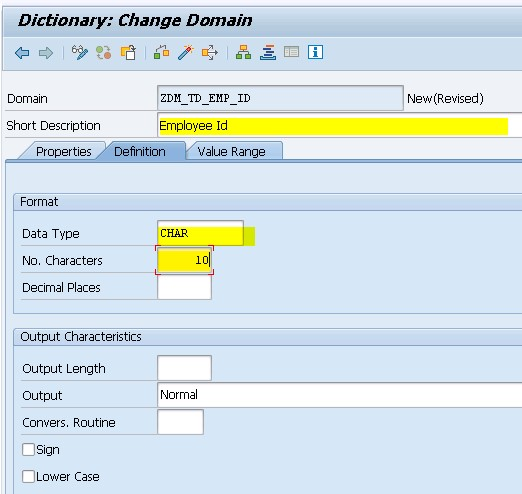 Dictionary: Change Domain
Domain ZDM_TD_EMP_ID New(Revised)
Short Description Employee Id
Properties Definition Value Range
Format
Data Type CHAR
No. Characters 10
Decimal Places
Output Characteristics
Output Length
Output Normal
Convers. Routine
Sign
Lower Case